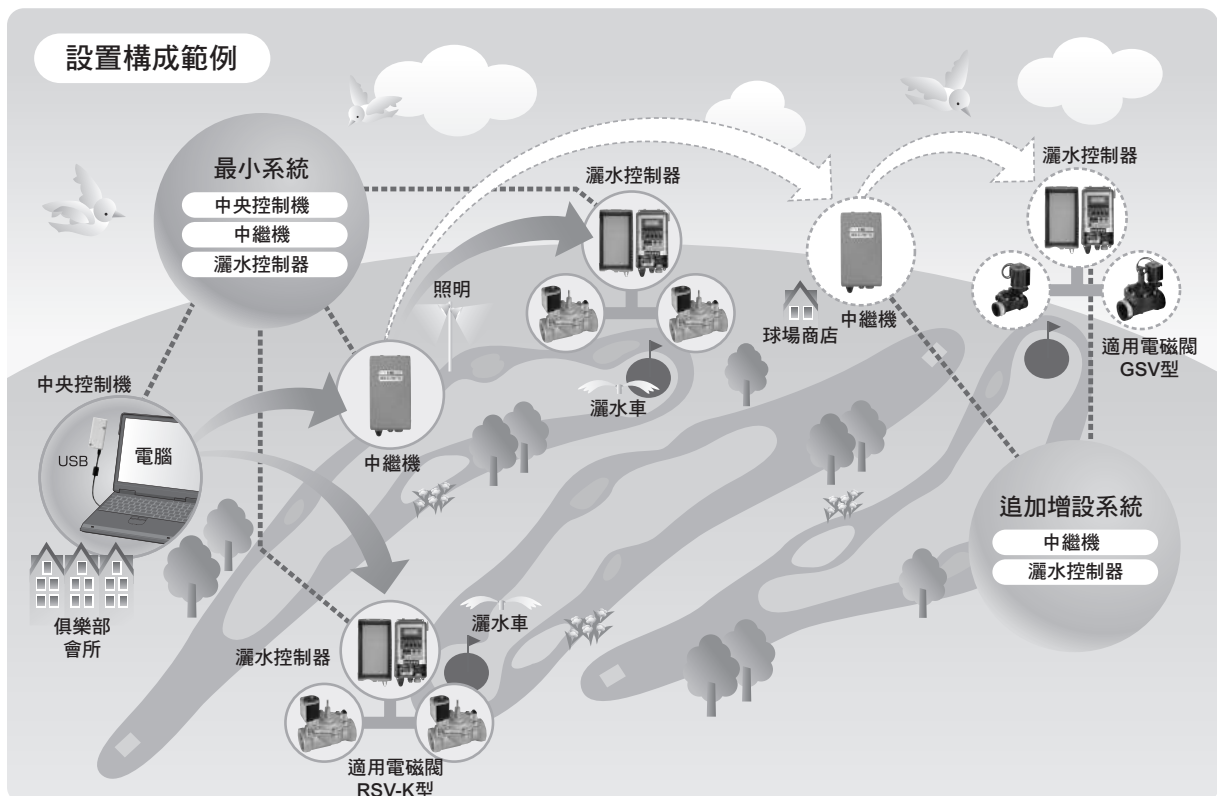 設置構成範例
最小系統
中央控制機
中繼機
灑水控制器
灑水控制器
灑水控制器
照明
中繼機
球場商店
適用電磁閥
GSV型
中央控制機
USB
電腦
灑水車
中繼機
追加增設系統
中繼機
灑水控制器
俱樂部
會所
灑水車
灑水控制器
適用電磁閥
RSV-K型